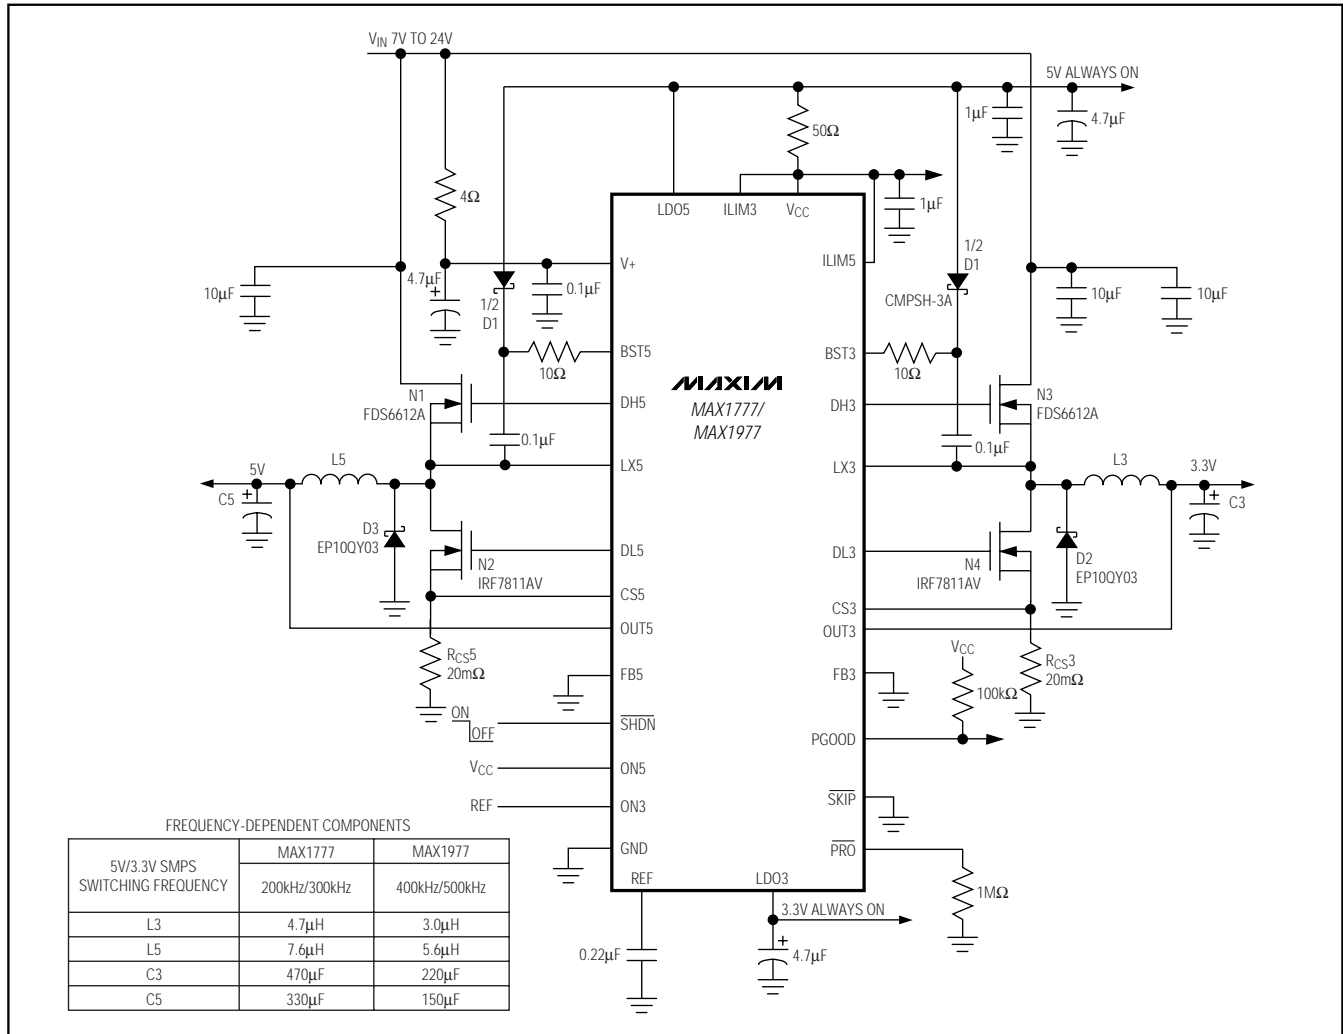 VIN 7V TO 24V
5V ALWAYS ON
1μF
4.7μF
50Ω
4Ω
LDO5
ILIM3
VCC
1μF
10μF
4.7μF
+
1/2
D1
0.1μF
V+
ILIM5
1/2
D1
CMPSH-3A
10μF
10μF
BST5
10Ω
BST3
10Ω
MAXIM
MAX1777/
MAX1977
N1
FDS6612A
DH5
DH3
N3
FDS6612A
0.1μF
0.1μF
5V
L5
LX5
LX3
L3
3.3V
C5
+
+
C3
D3
EP10QY03
N2
IRF7811AV
DL5
DL3
N4
IRF7811AV
D2
EP10QY03
CS5
CS3
OUT5
OUT3
RCS5
20mΩ
VCC
RCS3
20mΩ
FB5
FB3
100kΩ
ON
OFF
SHDN
PGOOD
VCC
ON5
REF
ON3
SKIP
GND
PRO
REF
LDO3
1MΩ
3.3V ALWAYS ON
0.22μF
+
4.7μF
FREQUENCY-DEPENDENT COMPONENTS
5V/3.3V SMPS
SWITCHING FREQUENCY
MAX1777
MAX1977
200kHz/300kHz
400kHz/500kHz
L3 4.7μH 3.0μH
L5 7.6μH 5.6μH
C3 470μF 220μF
C5 330μF 150μF